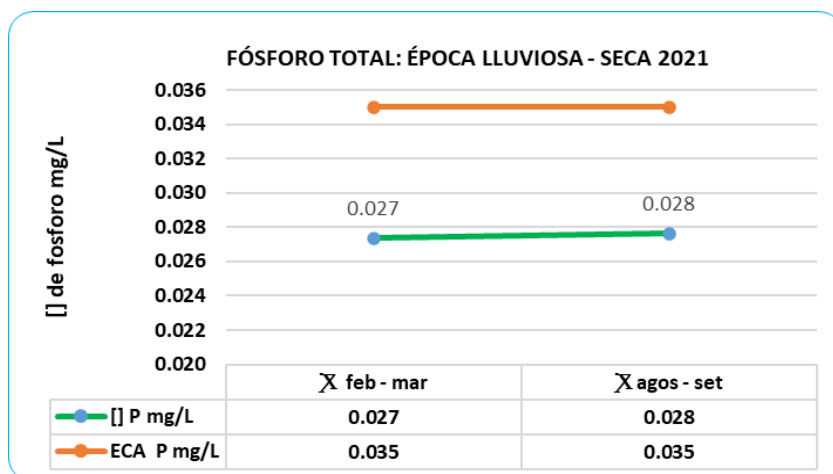 FÓSFORO TOTAL: ÉPOCA LLUVIOSA - SECA 2021
[] de fosforo mg/L
0.036
0.034
0.032
0.030
0.028
0.026
0.024
0.022
0.020
0.027
0.028
X̄ feb - mar
X̄ agos - set
[] P mg/L 0.027 0.028
ECA P mg/L 0.035 0.035